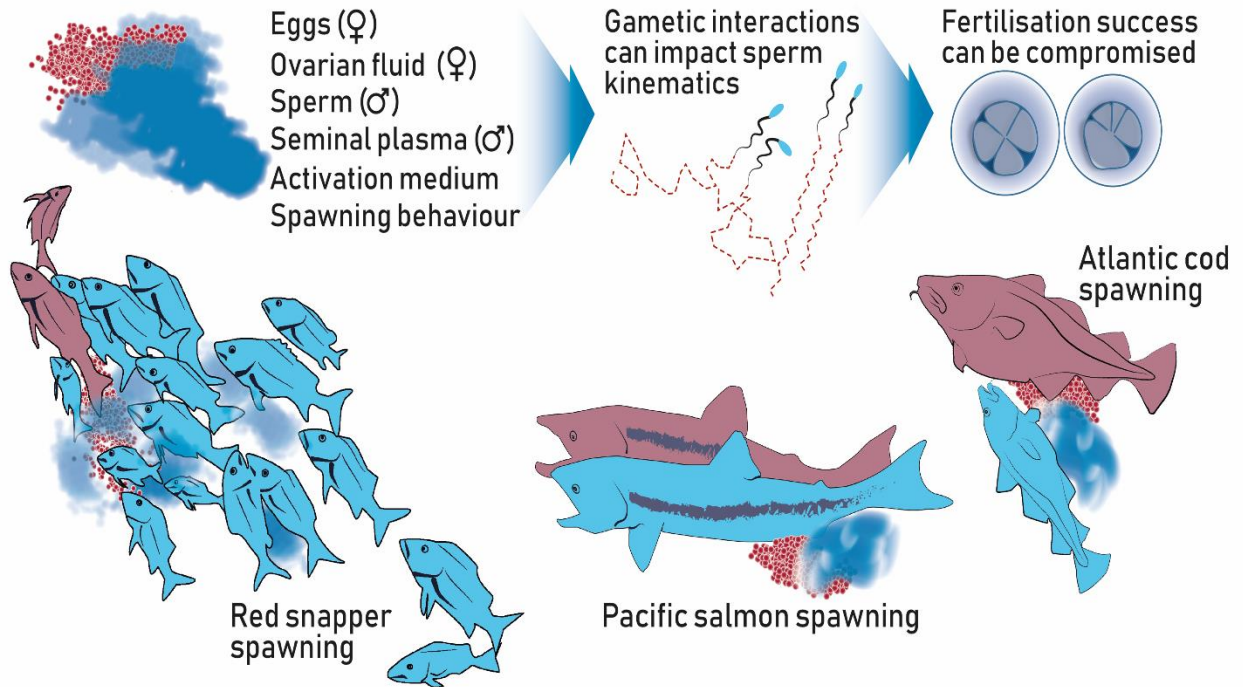 Eggs (♀)
Ovarian fluid (♀)
Sperm (♂)
Seminal plasma (♂)
Activation medium
Spawning behaviour
Gametic interactions
can impact sperm
kinematics
Fertilisation success
can be compromised
Atlantic cod
spawning
Red snapper
spawning
Pacific salmon spawning